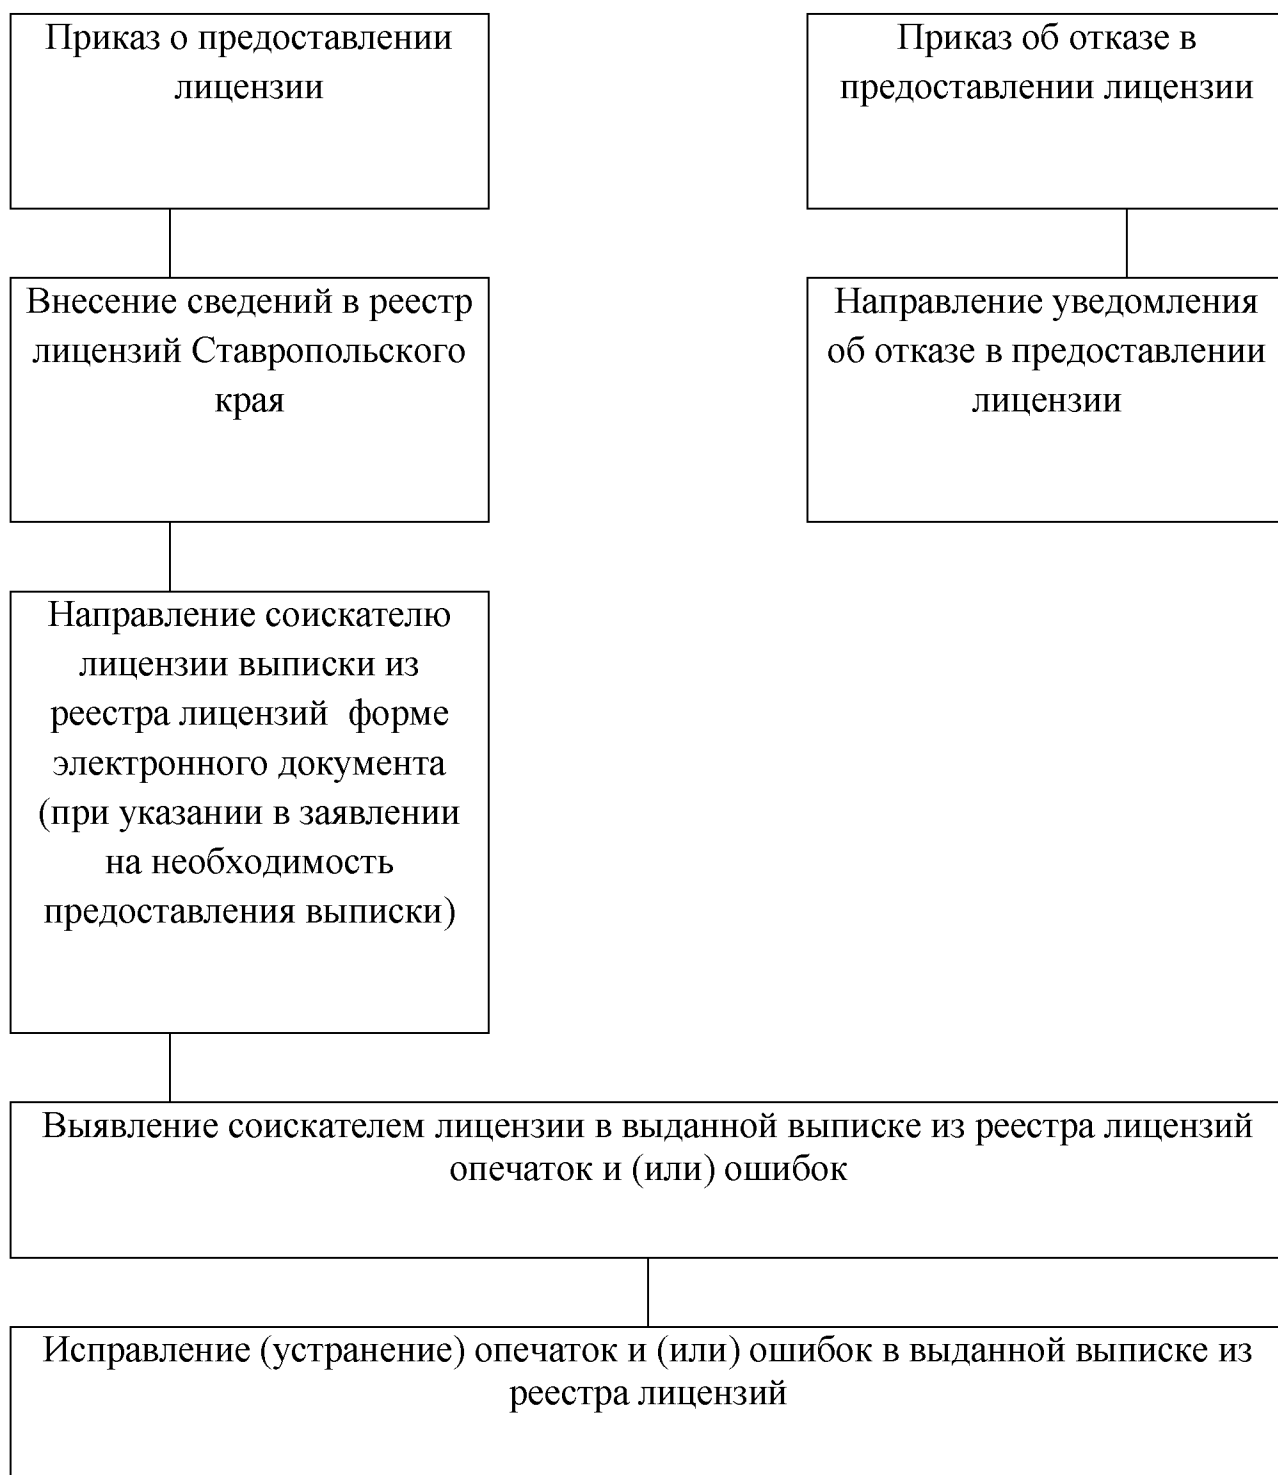 Приказ о предоставлении
лицензии
Приказ об отказе в
предоставлении лицензии
Внесение сведений в реестр
лицензий Ставропольского
края
Направление уведомления
об отказе в предоставлении
лицензии
Направление соискателю
лицензии выписки из
реестра лицензий  форме
электронного документа
(при указании в заявлении
на необходимость
предоставления выписки)
Выявление соискателем лицензии в выданной выписке из реестра лицензий
опечаток и (или) ошибок
Исправление (устранение) опечаток и (или) ошибок в выданной выписке из
реестра лицензий